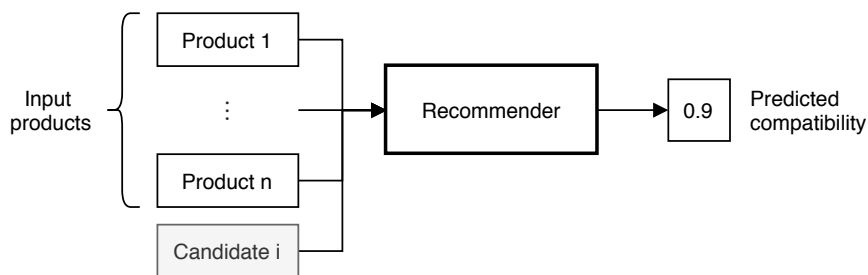 Product 1
Input
products
⋮
Product n
Candidate i
Recommender
0.9
Predicted
compatibility